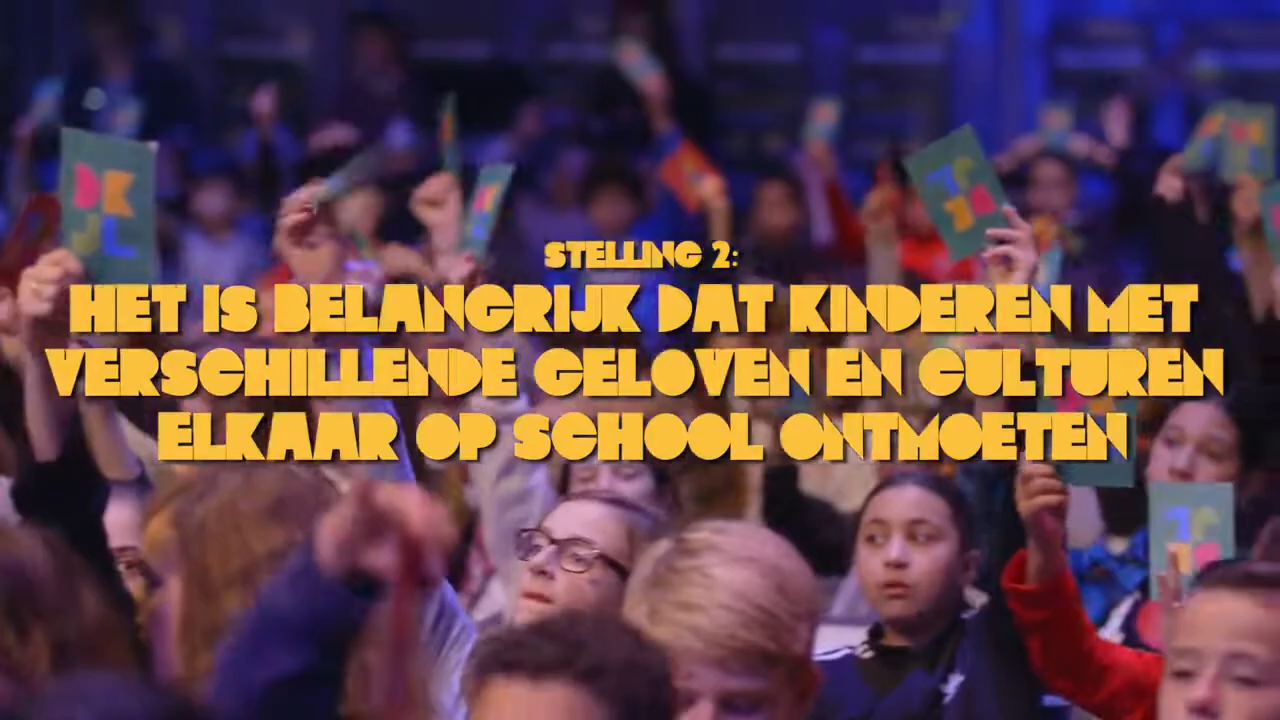 STELLING 2:
HET IS BELANGRIJK DAT KINDEREN MET
VERSCHILLENDE GELOVEN EN CULTUREN
ELKAAR OP SCHOOL ONTMOETEN